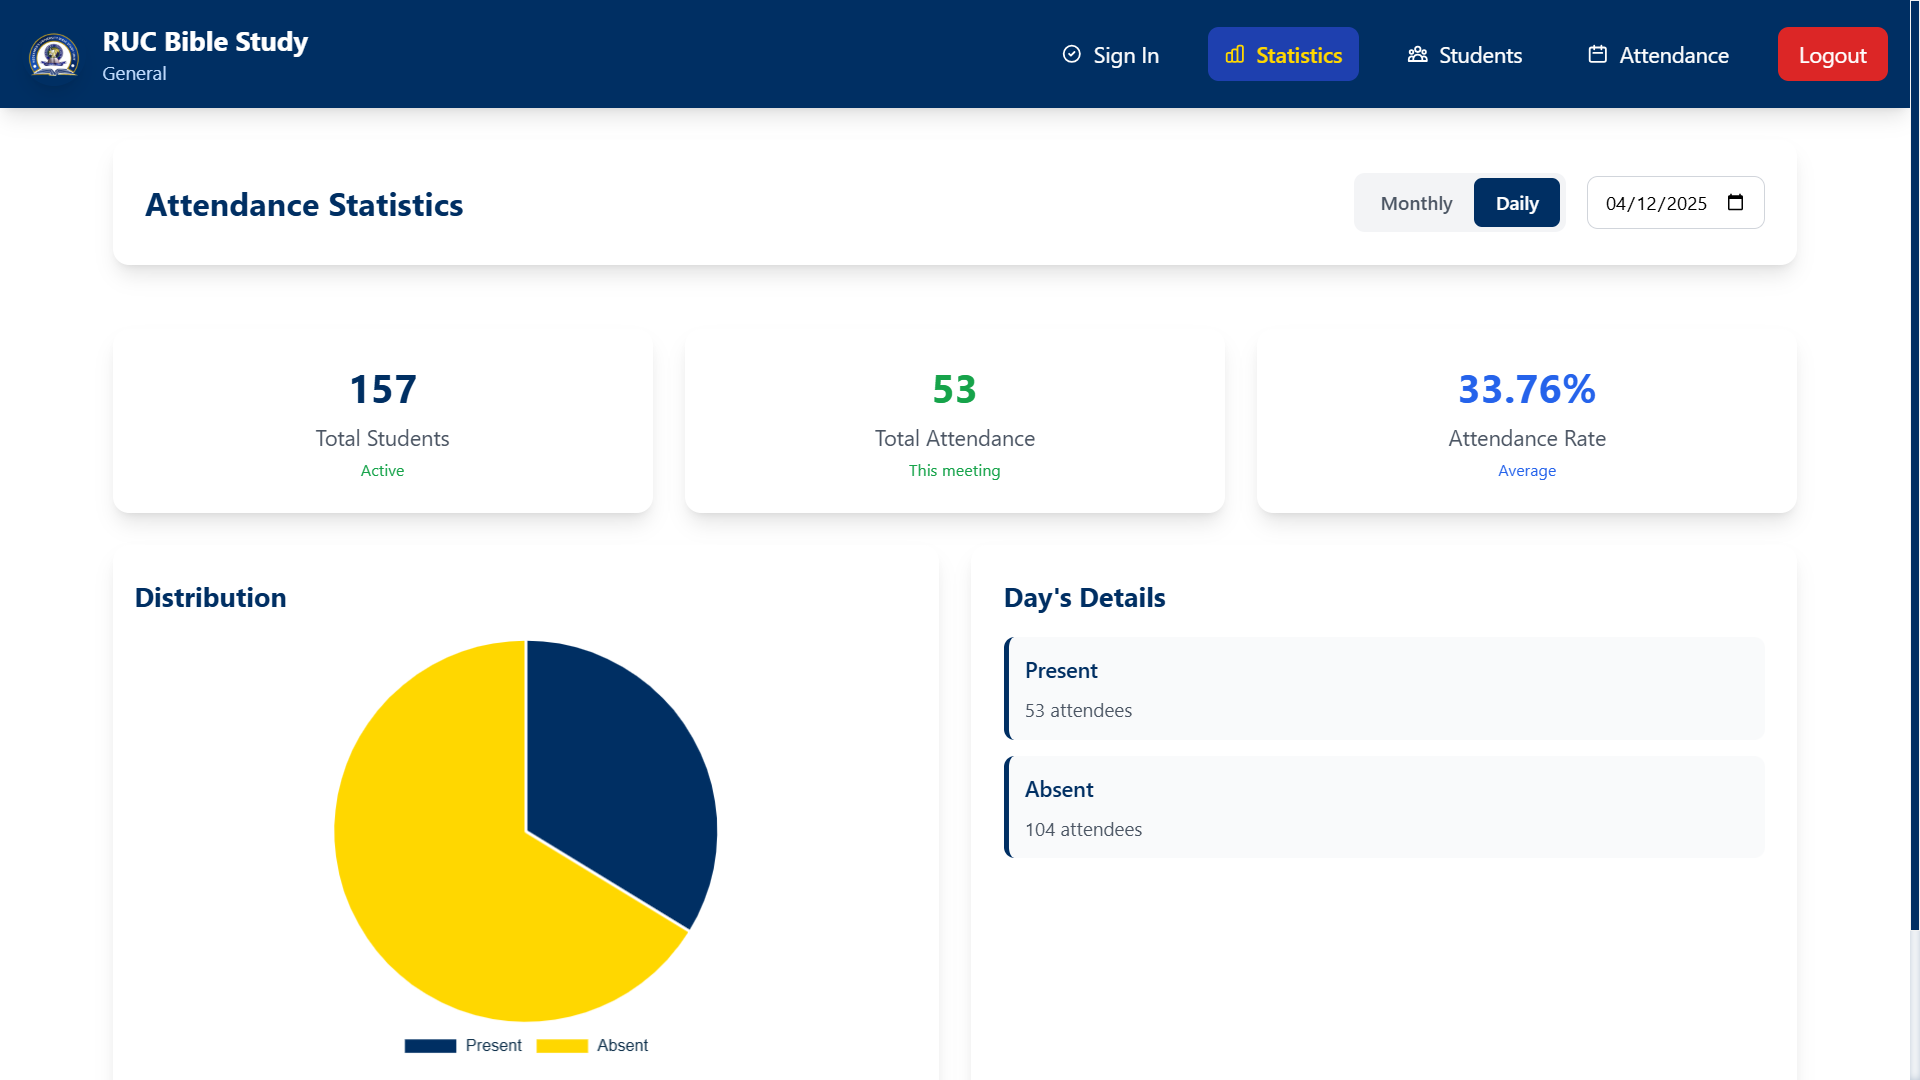 RUC Bible Study
General
Sign In
Statistics
Students
Attendance
Logout
Attendance Statistics
Monthly
Daily
04/12/2025
157
Total Students
Active
53
Total Attendance
This meeting
33.76%
Attendance Rate
Average
Distribution
Present
Absent
Day's Details
Present
53 attendees
Absent
104 attendees